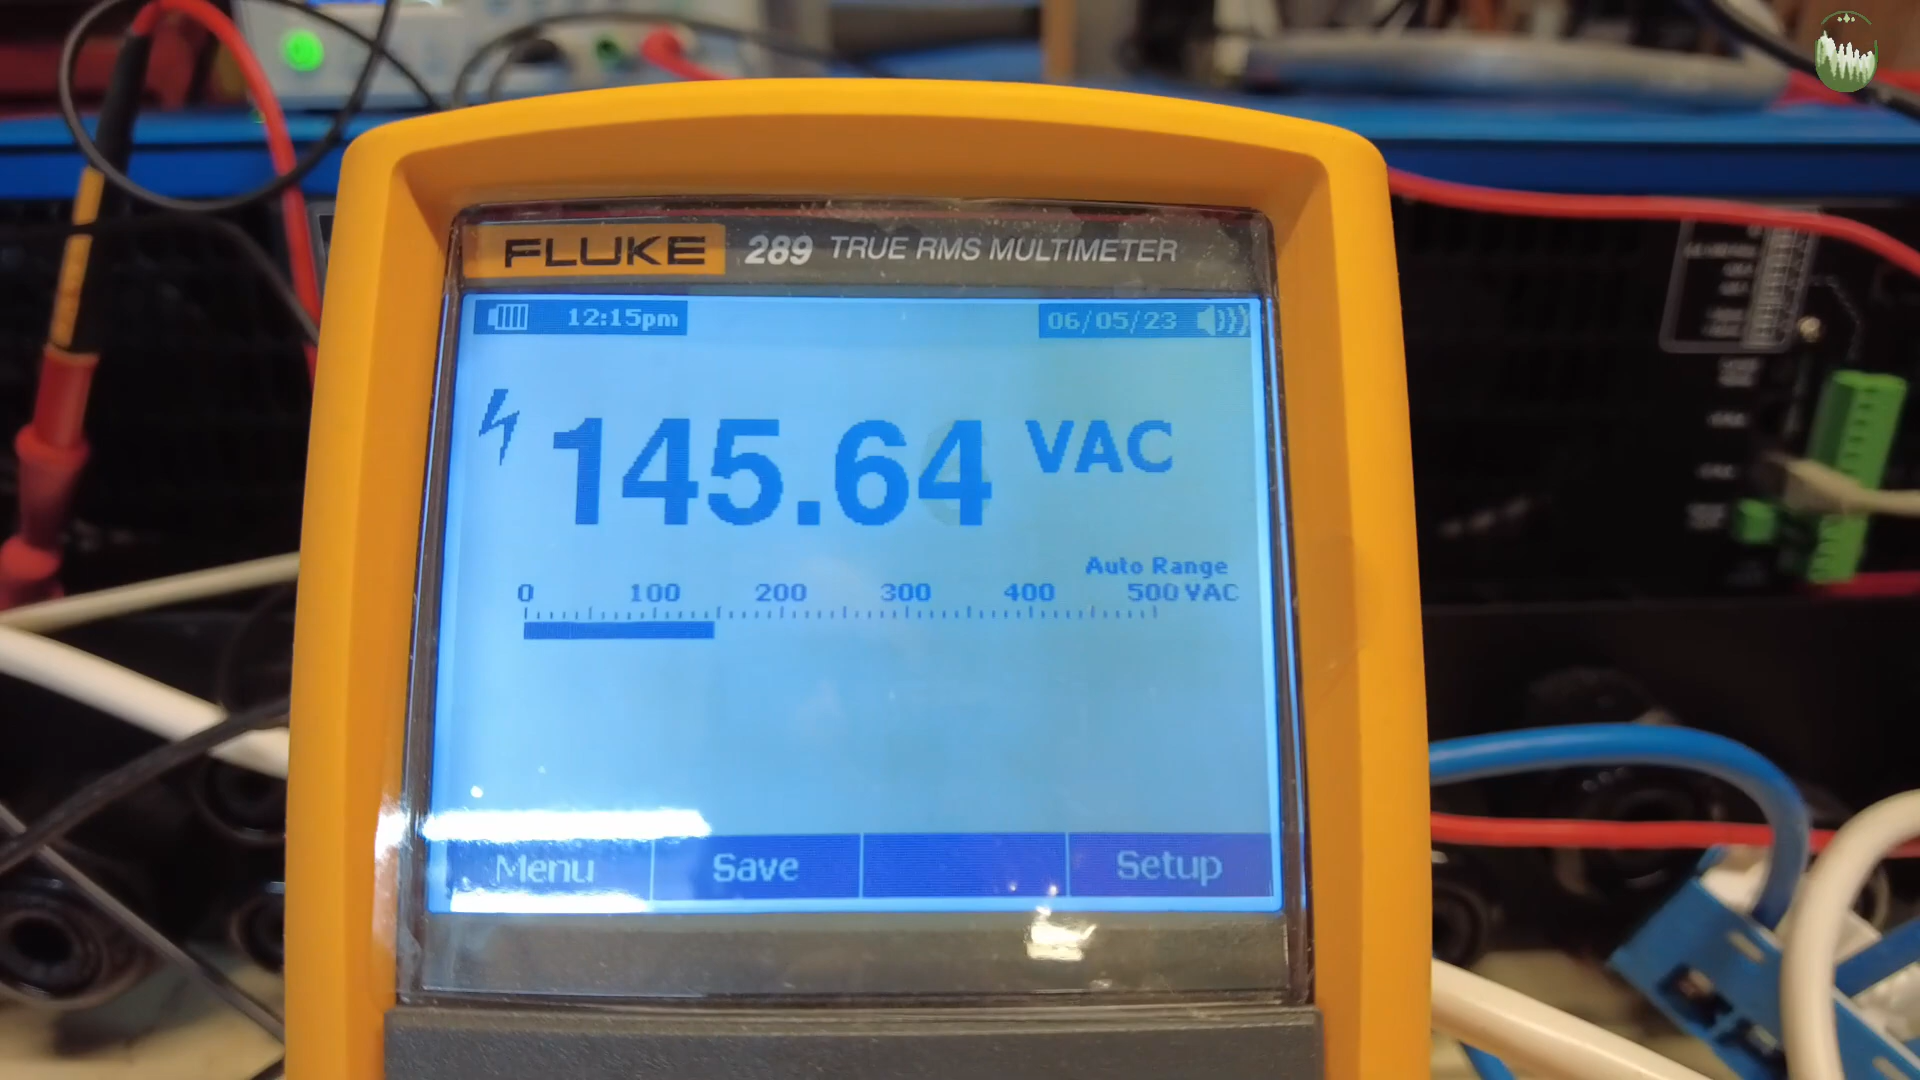 FLUKE 289 TRUE RMS MULTIMETER
12:15pm 06/05/23
145.64 VAC
Auto Range
0 100 200 300 400 500 VAC
Menu Save Setup